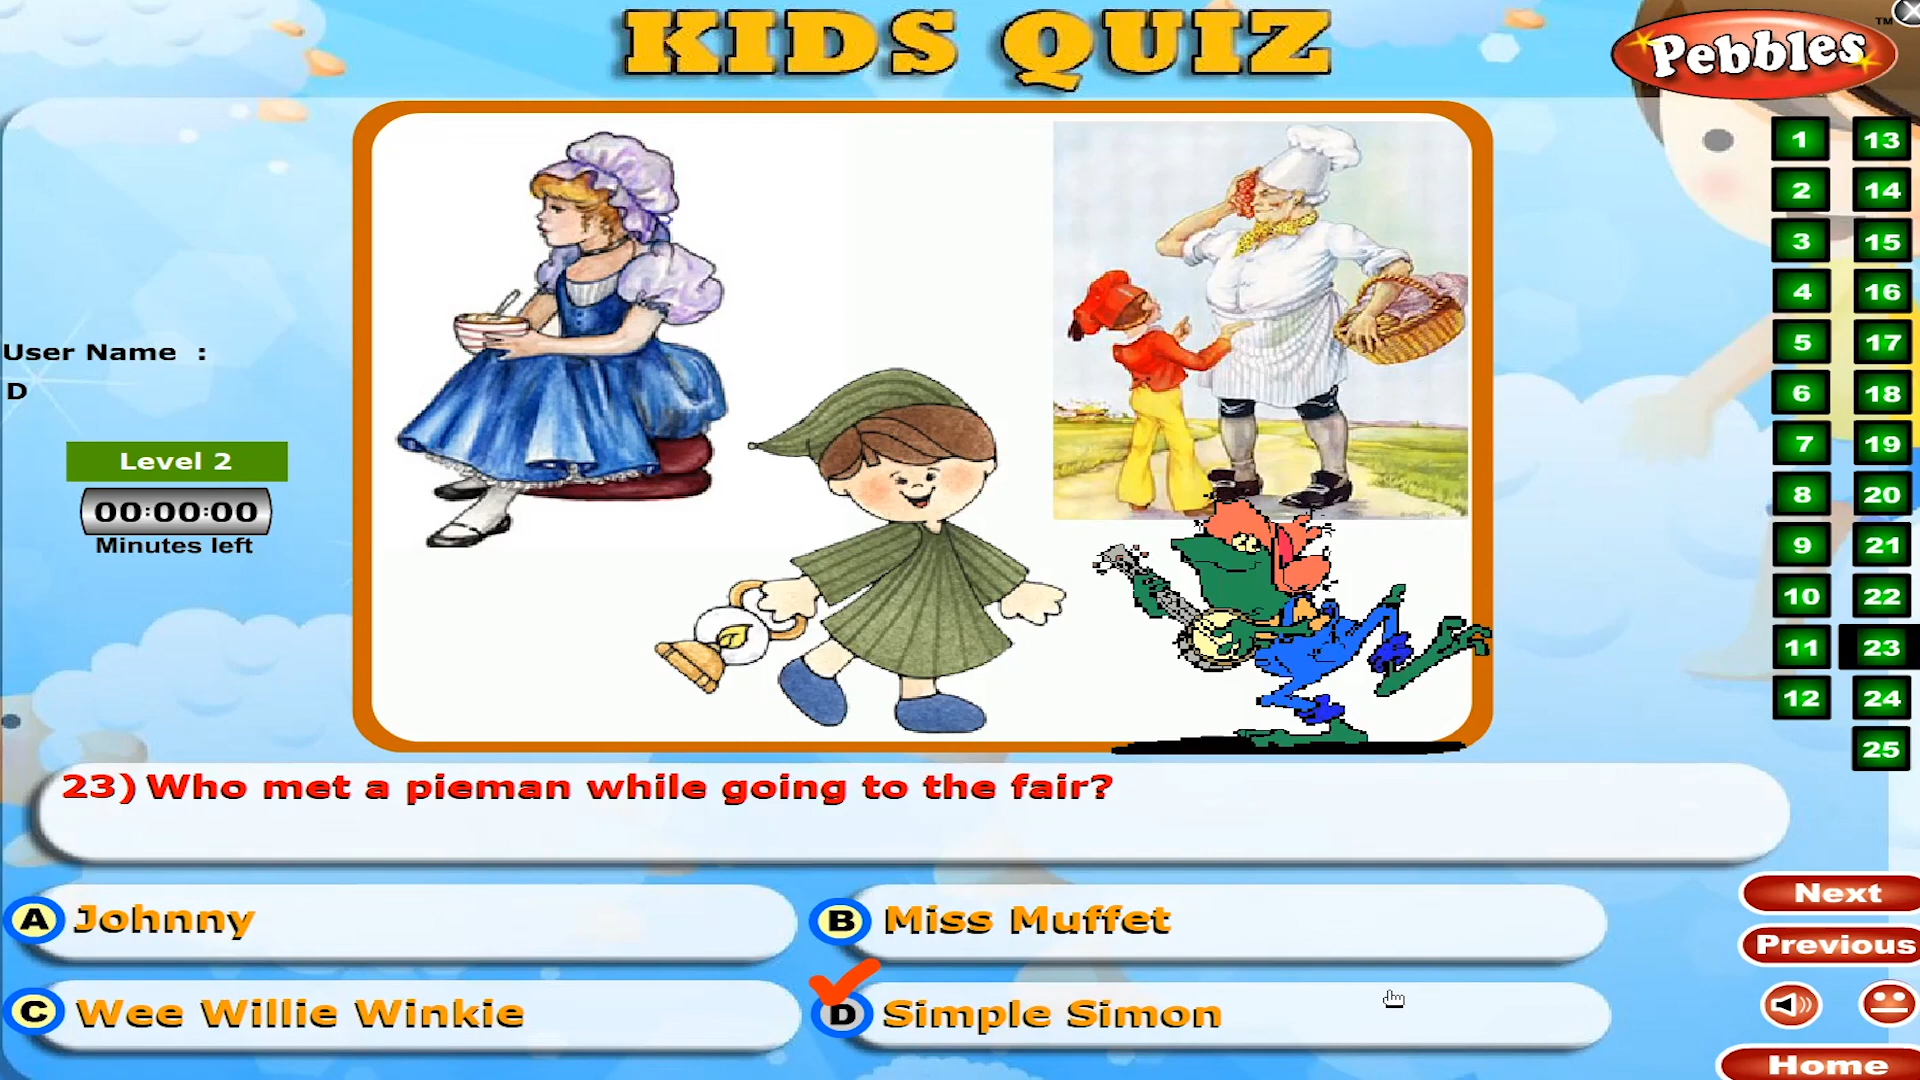 KIDS QUIZ
Pebbles™
1 13
2 14
3 15
4 16
5 17
6 18
7 19
8 20
9 21
10 22
11 23
12 24
25
User Name :
D
Level 2
00:00:00
Minutes left
23) Who met a pieman while going to the fair?
A Johnny
B Miss Muffet
C Wee Willie Winkie
D Simple Simon
Next
Previous
Home